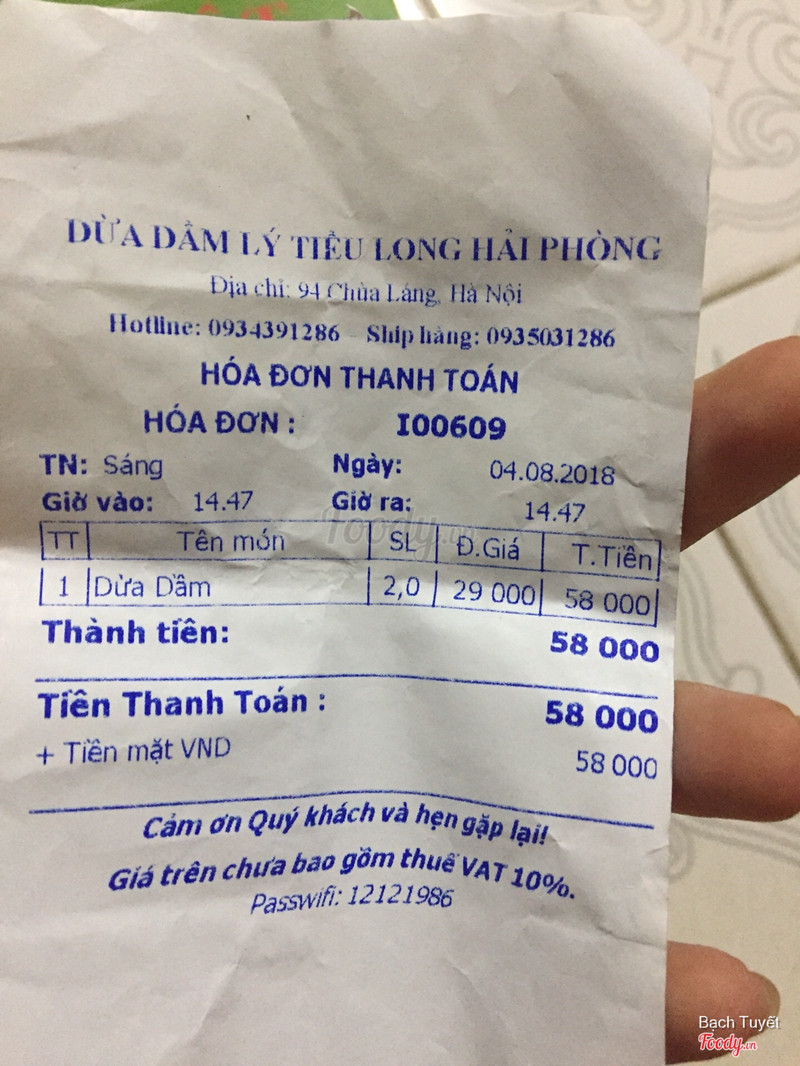 DỪA DẦM LÝ TIỂU LONG HẢI PHÒNG
Địa chỉ: 94 Chùa Láng, Hà Nội
Hotline: 0934391286 - Ship hàng: 0935031286
HÓA ĐƠN THANH TOÁN
HÓA ĐƠN : I00609
TN: Sáng Ngày: 04.08.2018
Giờ vào: 14.47 Giờ ra: 14.47
TT Tên món SL Đ.Giá T.Tiền
1 Dừa Dầm 2,0 29 000 58 000
Thành tiền: 58 000
Tiền Thanh Toán : 58 000
+ Tiền mặt VND 58 000
Cảm ơn Quý khách và hẹn gặp lại!
Giá trên chưa bao gồm thuế VAT 10%.
Passwifi: 12121986
Foody.vn
Bạch Tuyết
Foody.vn